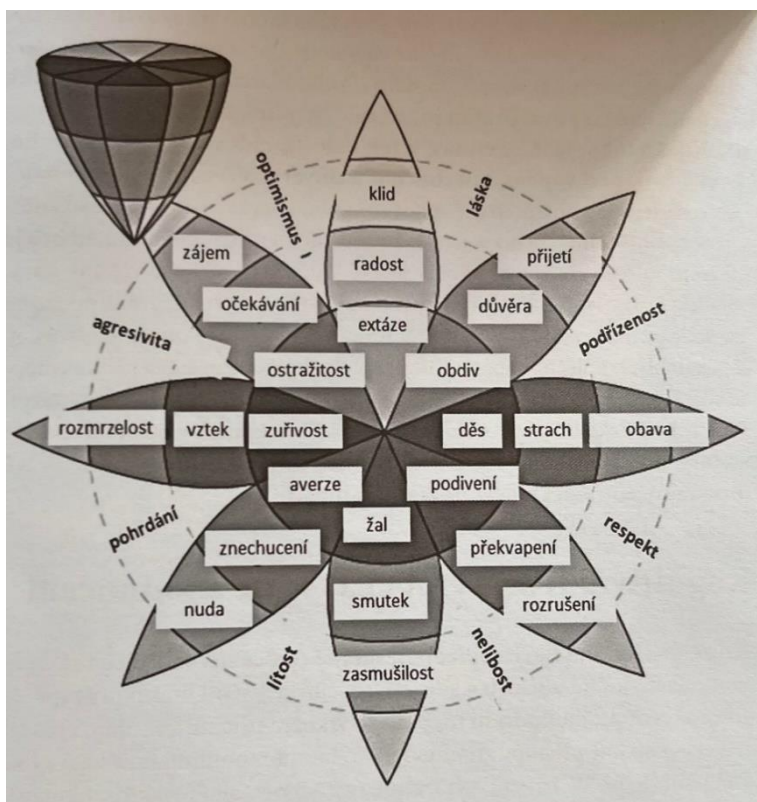 optimismus
klid
láska
zájem
radost
přijetí
očekávání
důvěra
extáze
agresivita
podřízenost
ostražitost
obdiv
rozmrzelost
vztek
zuřivost
děs
strach
obava
averze
podivení
žal
pohrdání
respekt
znechucení
překvapení
nuda
smutek
rozrušení
lítost
nelibost
zasmušilost